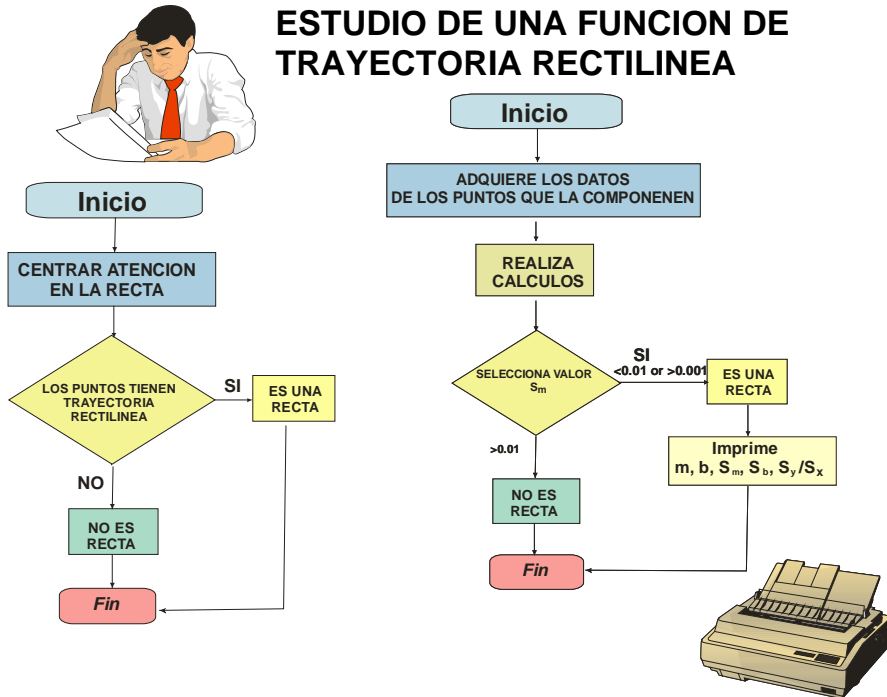 ESTUDIO DE UNA FUNCION DE
TRAYECTORIA RECTILINEA
Inicio
CENTRAR ATENCION
EN LA RECTA
LOS PUNTOS TIENEN
TRAYECTORIA
RECTILINEA
SI
ES UNA
RECTA
NO
NO ES
RECTA
Fin
Inicio
ADQUIERE LOS DATOS
DE LOS PUNTOS QUE LA COMPONENEN
REALIZA
CALCULOS
SELECCIONA VALOR
Sm
SI
<0.01 or >0.001
ES UNA
RECTA
Imprime
m, b, Sm, Sb, Sy/Sx
>0.01
NO ES
RECTA
Fin